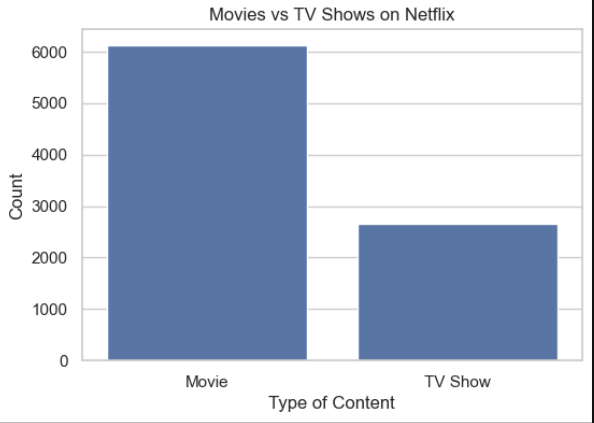 Movies vs TV Shows on Netflix
6000
5000
4000
3000
2000
1000
0
Count
Movie
TV Show
Type of Content